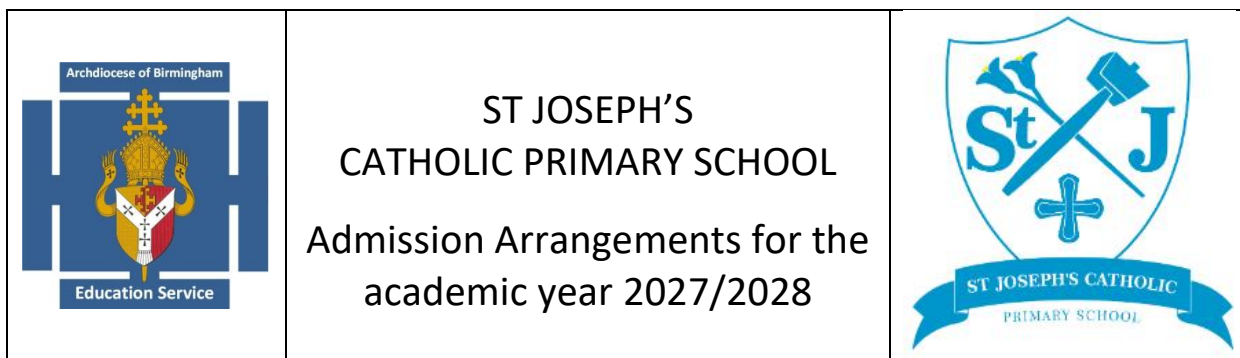 Archdiocese of Birmingham
Education Service
ST JOSEPH'S
CATHOLIC PRIMARY SCHOOL
Admission Arrangements for the
academic year 2027/2028
St J
ST JOSEPH'S CATHOLIC
PRIMARY SCHOOL